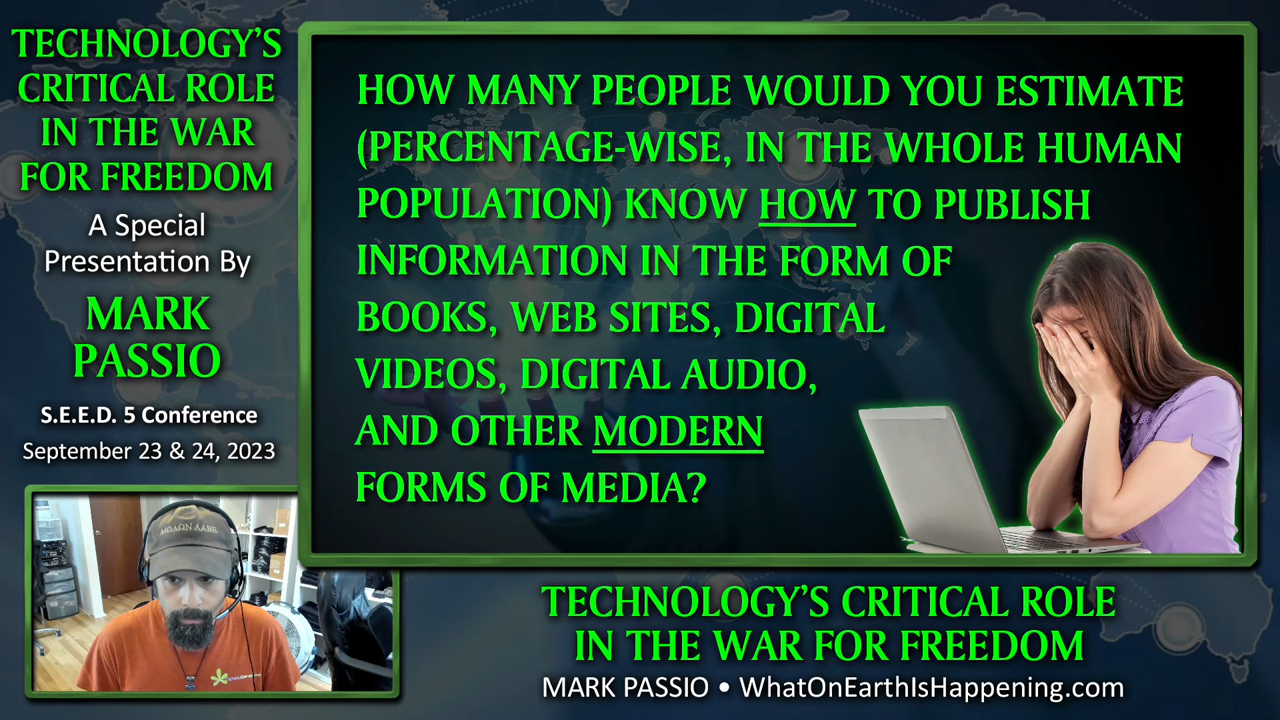 TECHNOLOGY'S
CRITICAL ROLE
IN THE WAR
FOR FREEDOM
A Special
Presentation By
MARK
PASSIO
S.E.E.D. 5 Conference
September 23 & 24, 2023
HOW MANY PEOPLE WOULD YOU ESTIMATE
(PERCENTAGE-WISE, IN THE WHOLE HUMAN
POPULATION) KNOW HOW TO PUBLISH
INFORMATION IN THE FORM OF
BOOKS, WEB SITES, DIGITAL
VIDEOS, DIGITAL AUDIO,
AND OTHER MODERN
FORMS OF MEDIA?
ΜΟΛΩΝ ΛΑΒΕ
TECHNOLOGY'S CRITICAL ROLE
IN THE WAR FOR FREEDOM
MARK PASSIO • WhatOnEarthIsHappening.com